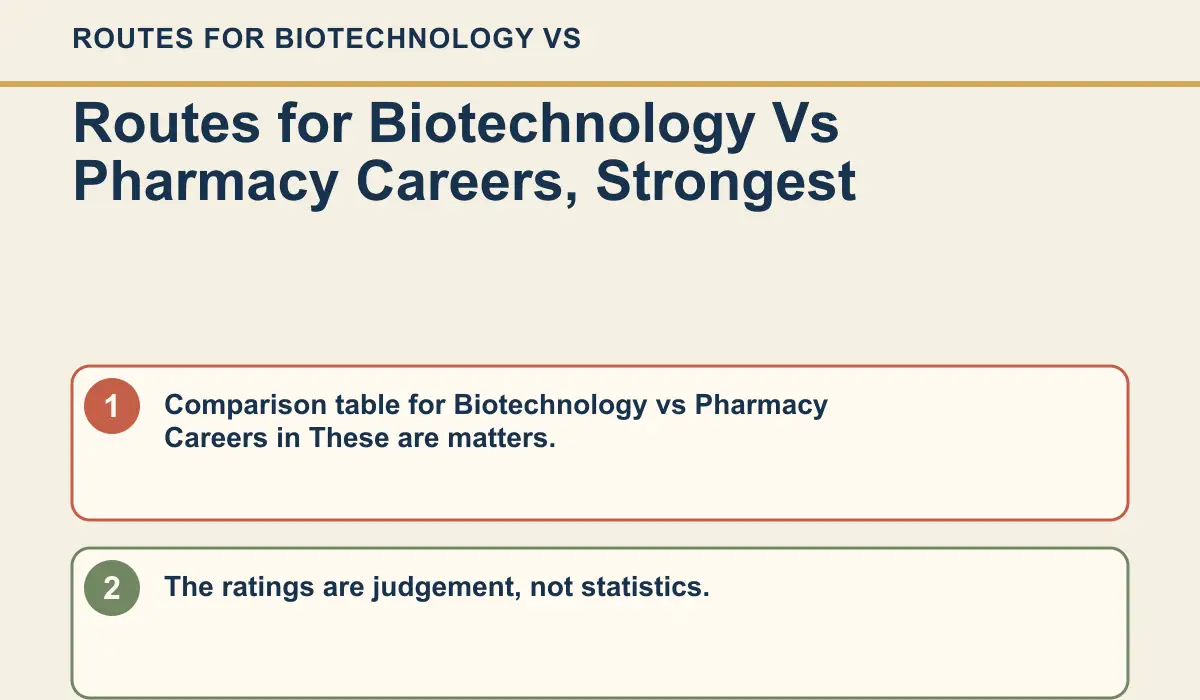 ROUTES FOR BIOTECHNOLOGY VS
Routes for Biotechnology Vs
Pharmacy Careers, Strongest
1
Comparison table for Biotechnology vs Pharmacy
Careers in These are matters.
2
The ratings are judgement, not statistics.